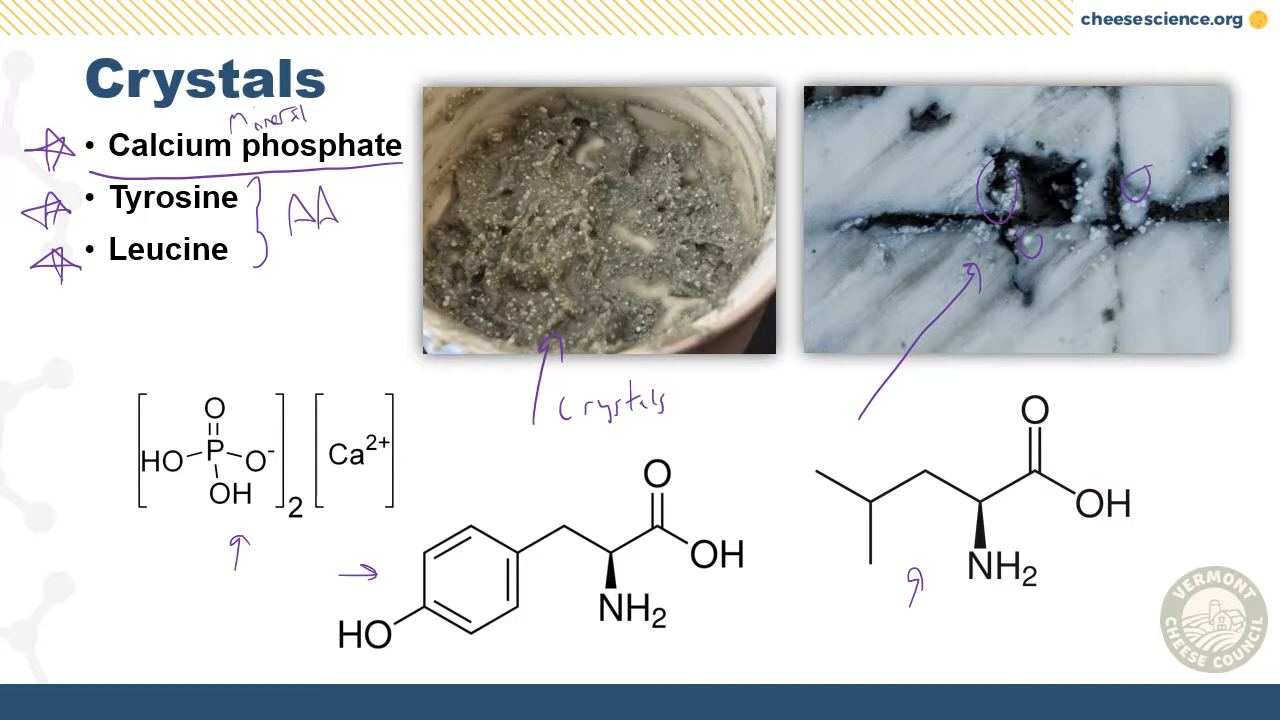 cheesescience.org
Crystals
Mineral
• Calcium phosphate
• Tyrosine
• Leucine
AA
Crystals
O
HO P O-
OH
2
Ca2+
O
OH
NH2
HO
O
OH
NH2
VERMONT
CHEESE COUNCIL